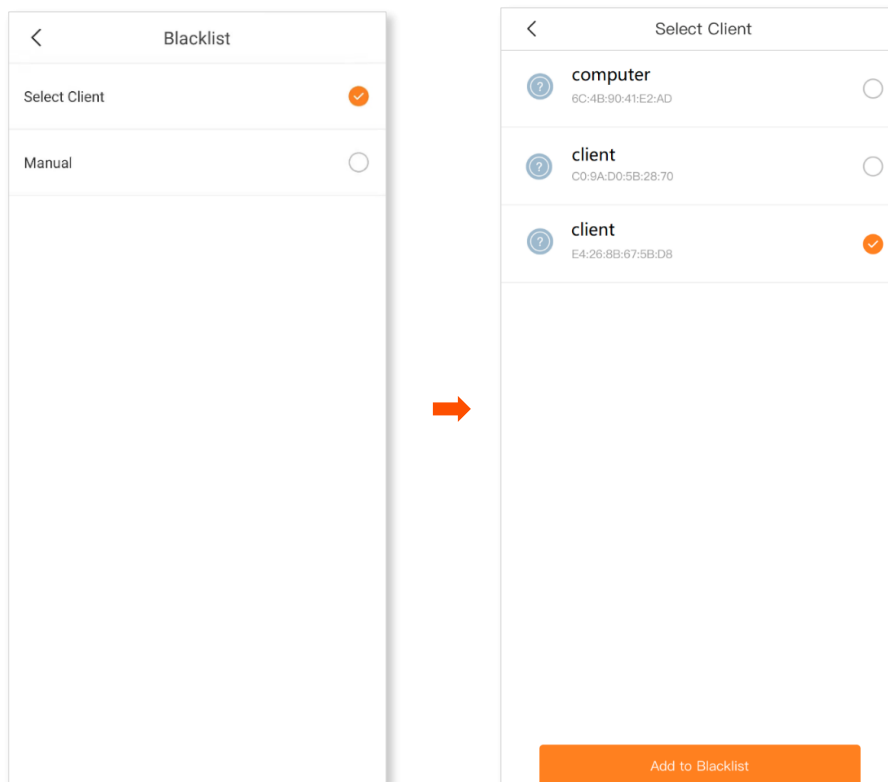 Blacklist
Select Client
Manual
Select Client
computer
6C:4B:90:41:E2:AD
client
C0:9A:D0:5B:28:70
client
E4:26:8B:67:5B:D8
Add to Blacklist